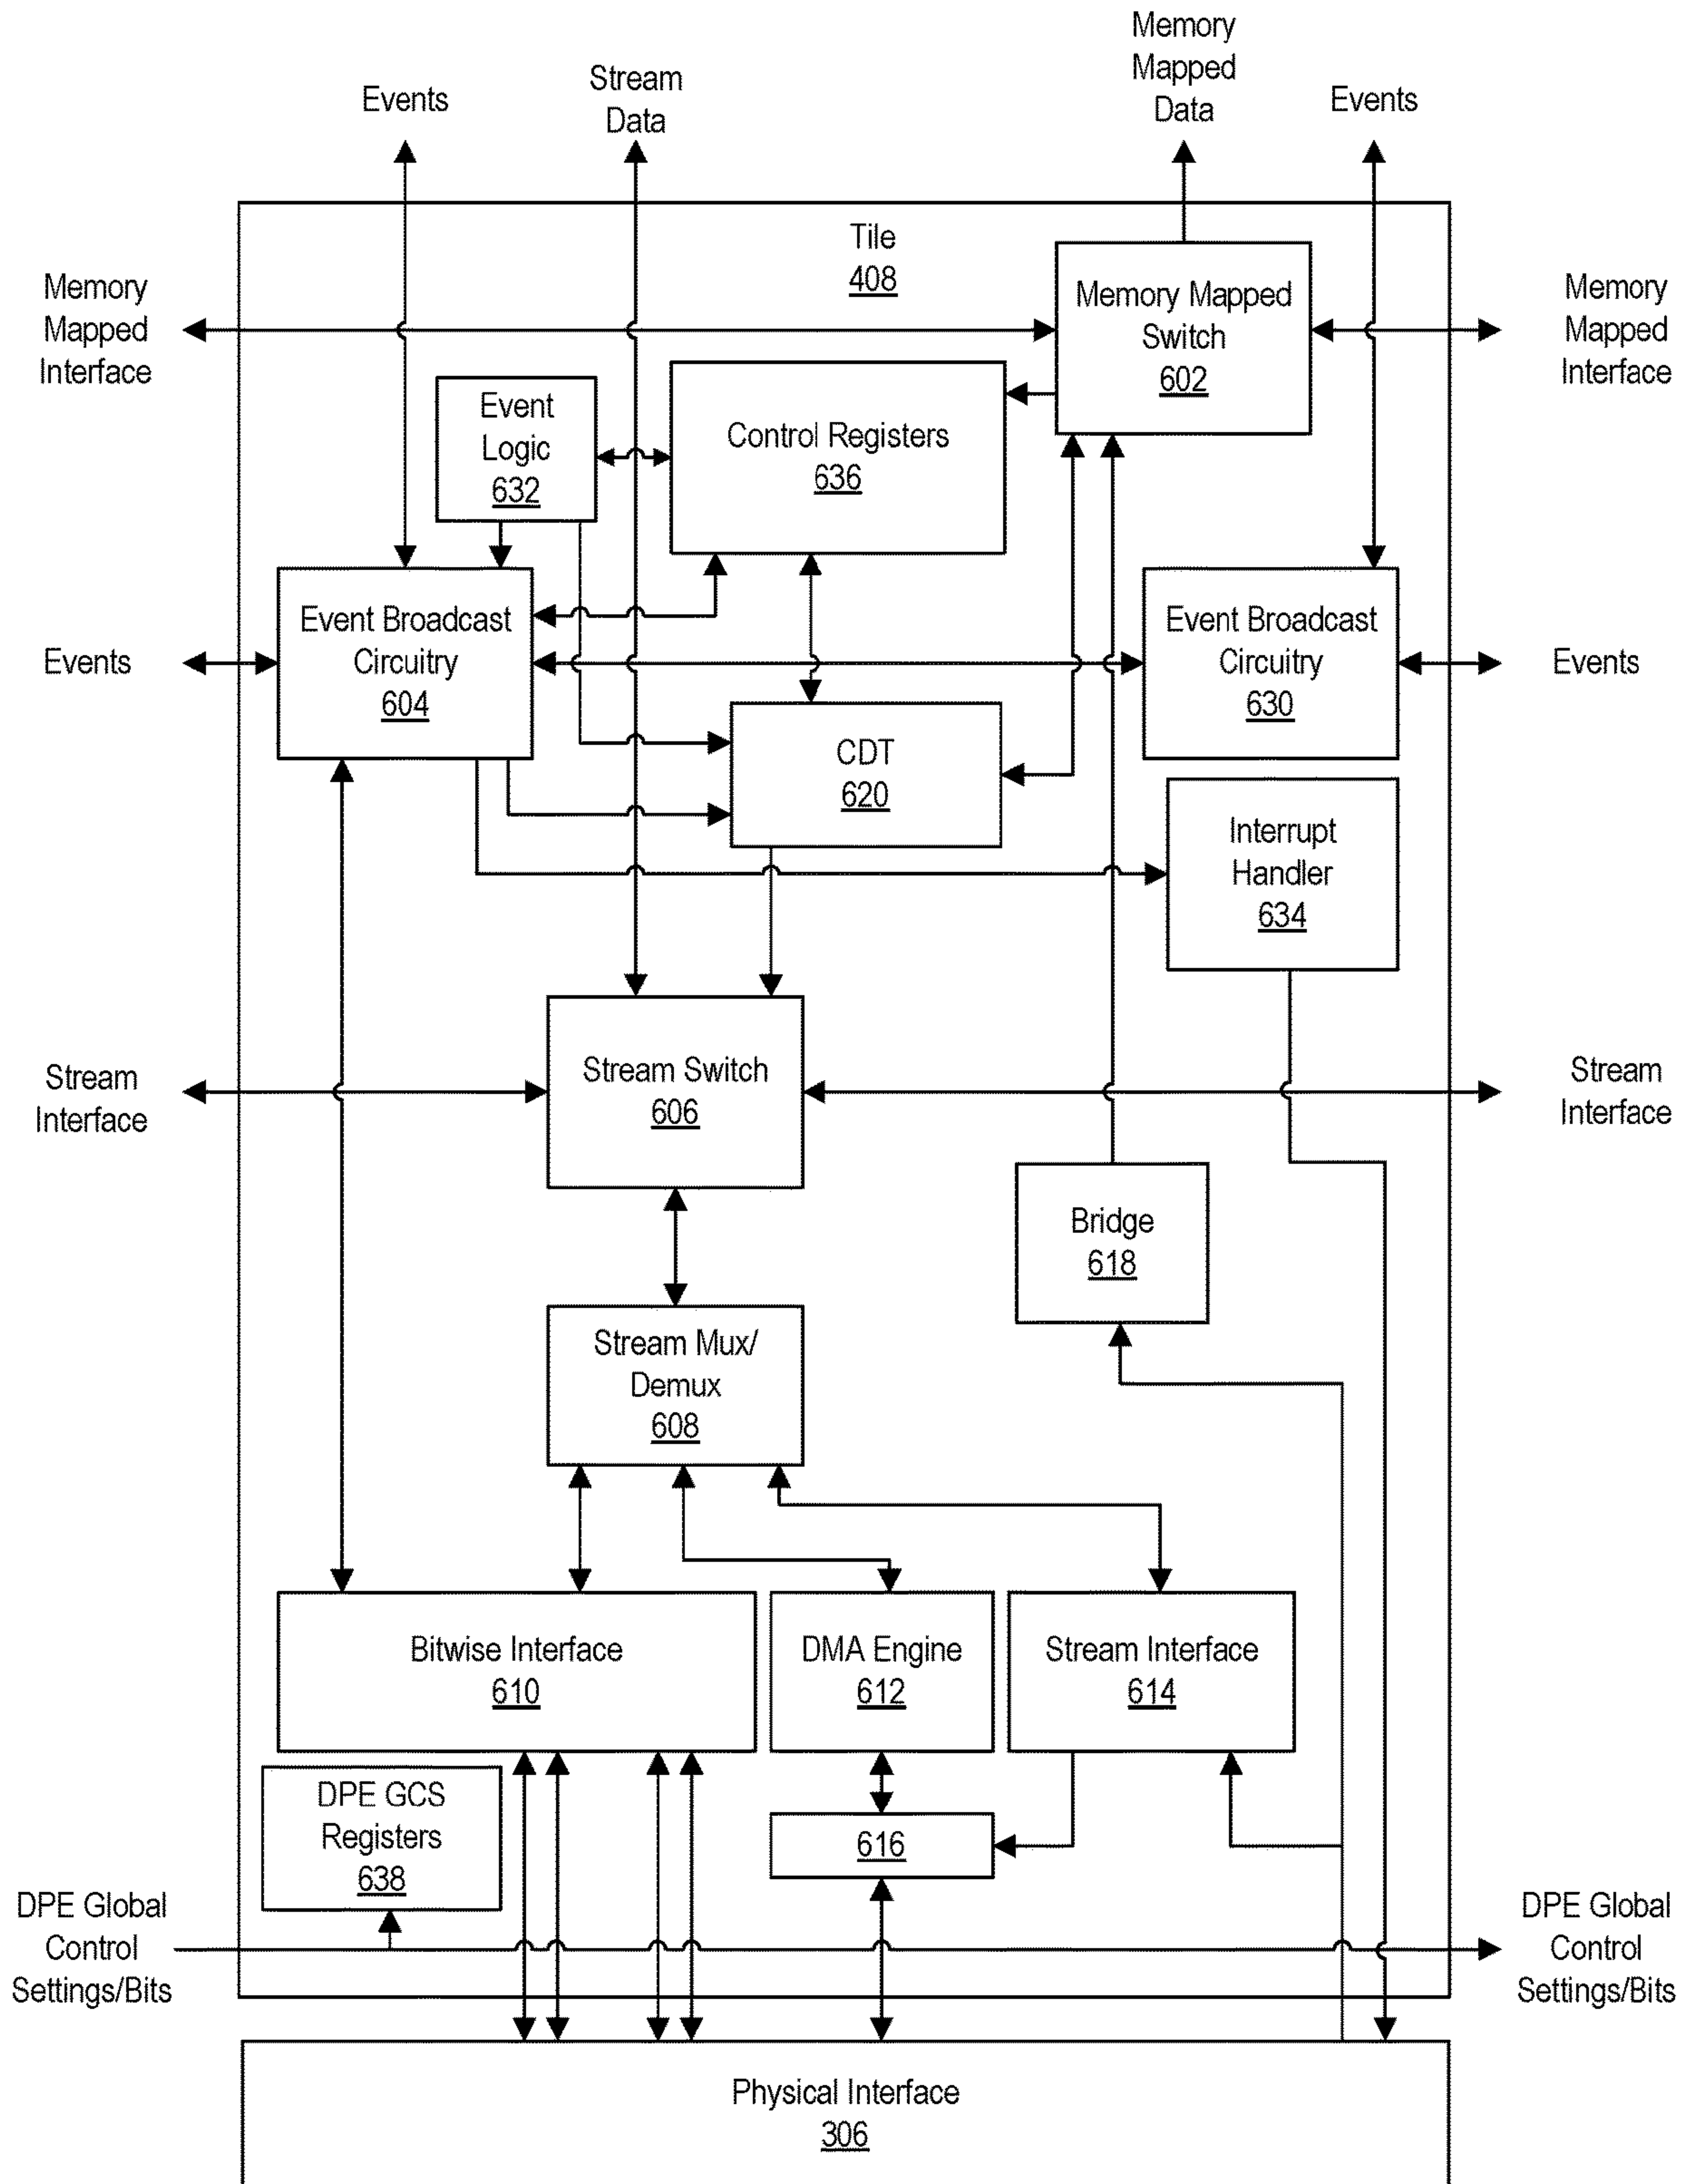 Memory
Mapped
Data
Stream
Data
Events
Events
Tile
408
Memory
Mapped
Interface
Memory Mapped
Switch
602
Memory
Mapped
Interface
Event
Logic
632
Control Registers
636
Events
Event Broadcast
Circuitry
604
Event Broadcast
Circuitry
630
Events
CDT
620
Interrupt
Handler
634
Stream
Interface
Stream Switch
606
Stream
Interface
Bridge
618
Stream Mux/
Demux
608
Bitwise Interface
610
DMA Engine
612
Stream Interface
614
DPE GCS
Registers
638
616
DPE Global
Control
Settings/Bits
DPE Global
Control
Settings/Bits
Physical Interface
306